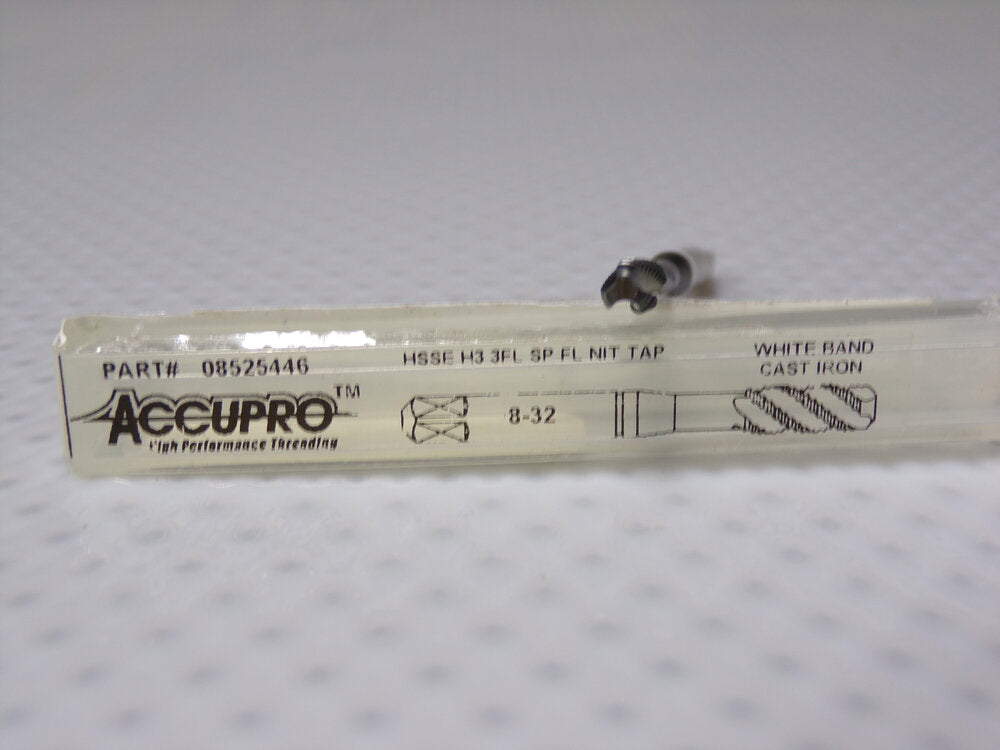 PART# 08525446
ACCUPRO™
High Performance Threading
HSSE H3 3FL SP FL NIT TAP
8-32
WHITE BAND
CAST IRON